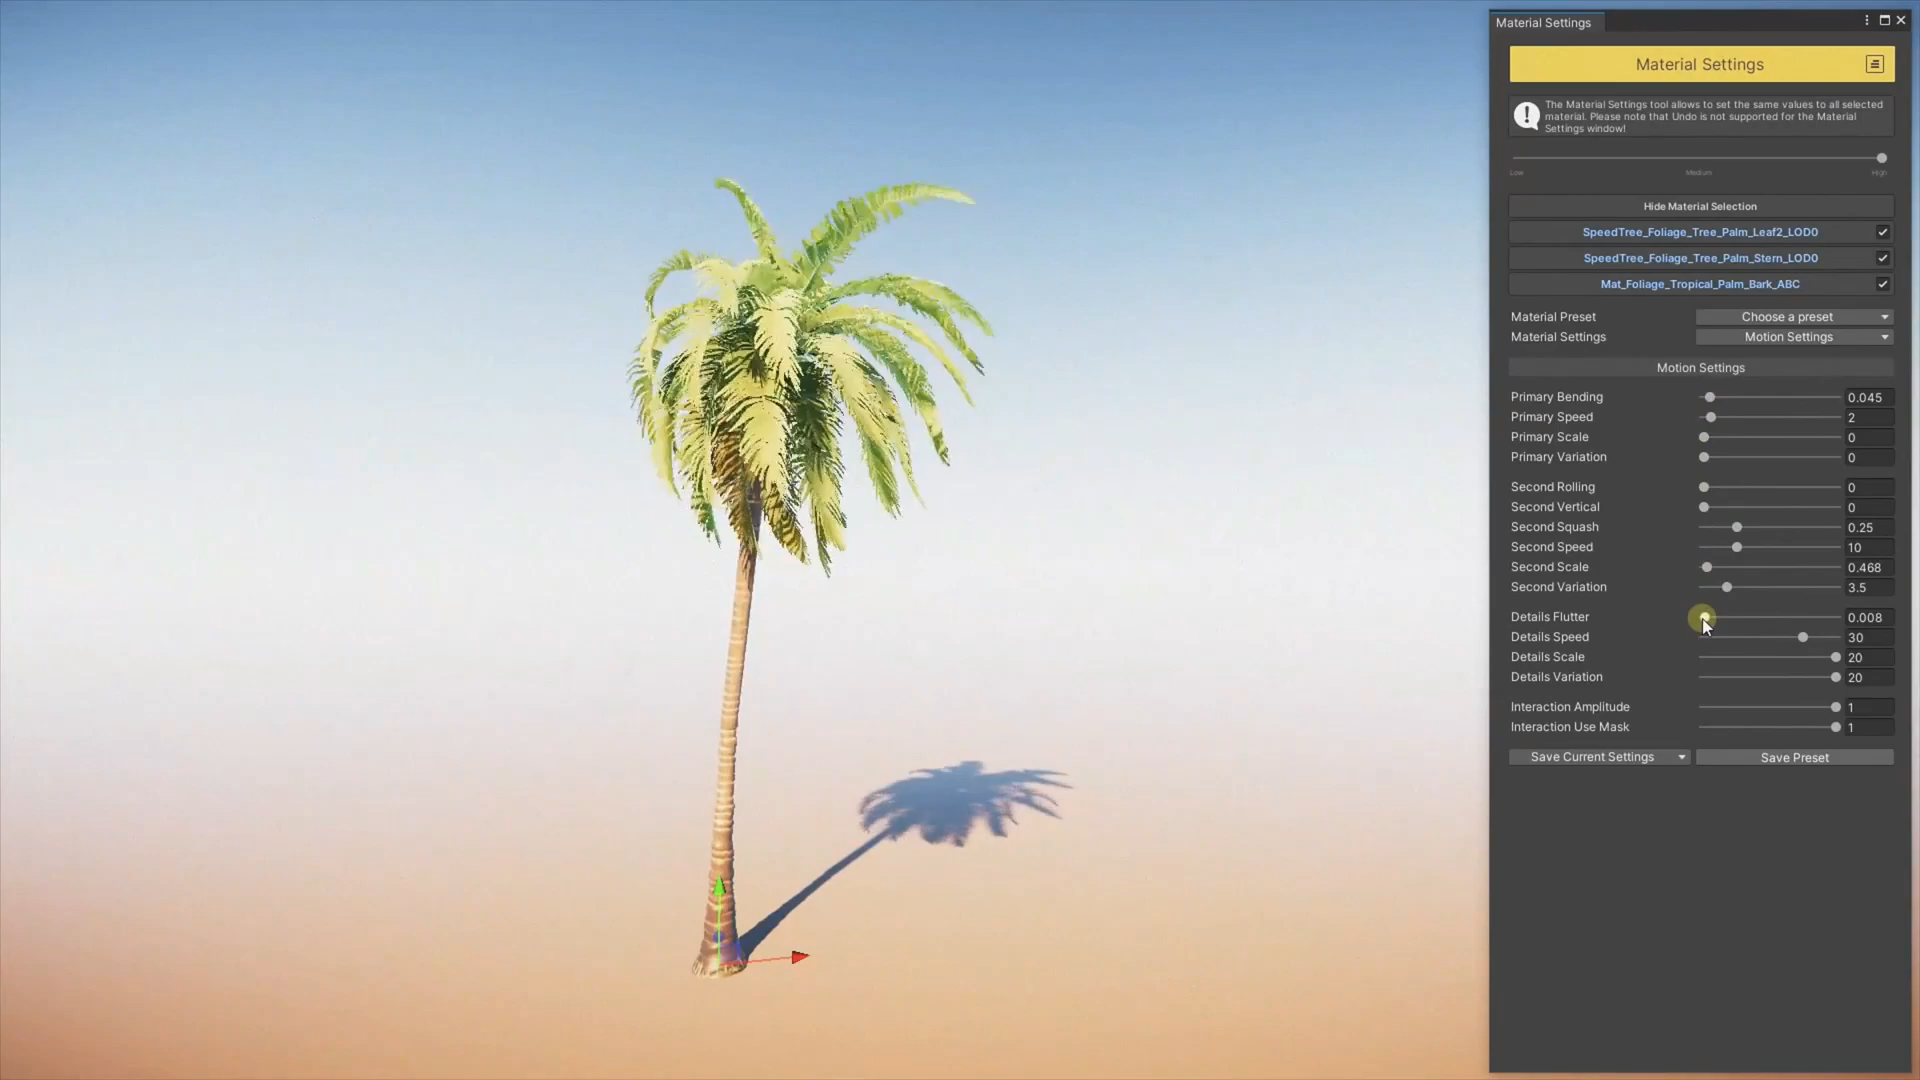 Material Settings
Material Settings
The Material Settings tool allows to set the same values to all selected
material. Please note that Undo is not supported for the Material
Settings window!
Low Medium High
Hide Material Selection
SpeedTree_Foliage_Tree_Palm_Leaf2_LOD0
SpeedTree_Foliage_Tree_Palm_Stern_LOD0
Mat_Foliage_Tropical_Palm_Bark_ABC
Material Preset Choose a preset
Material Settings Motion Settings
Motion Settings
Primary Bending 0.045
Primary Speed 2
Primary Scale 0
Primary Variation 0
Second Rolling 0
Second Vertical 0
Second Squash 0.25
Second Speed 10
Second Scale 0.468
Second Variation 3.5
Details Flutter 0.008
Details Speed 30
Details Scale 20
Details Variation 20
Interaction Amplitude 1
Interaction Use Mask 1
Save Current Settings Save Preset